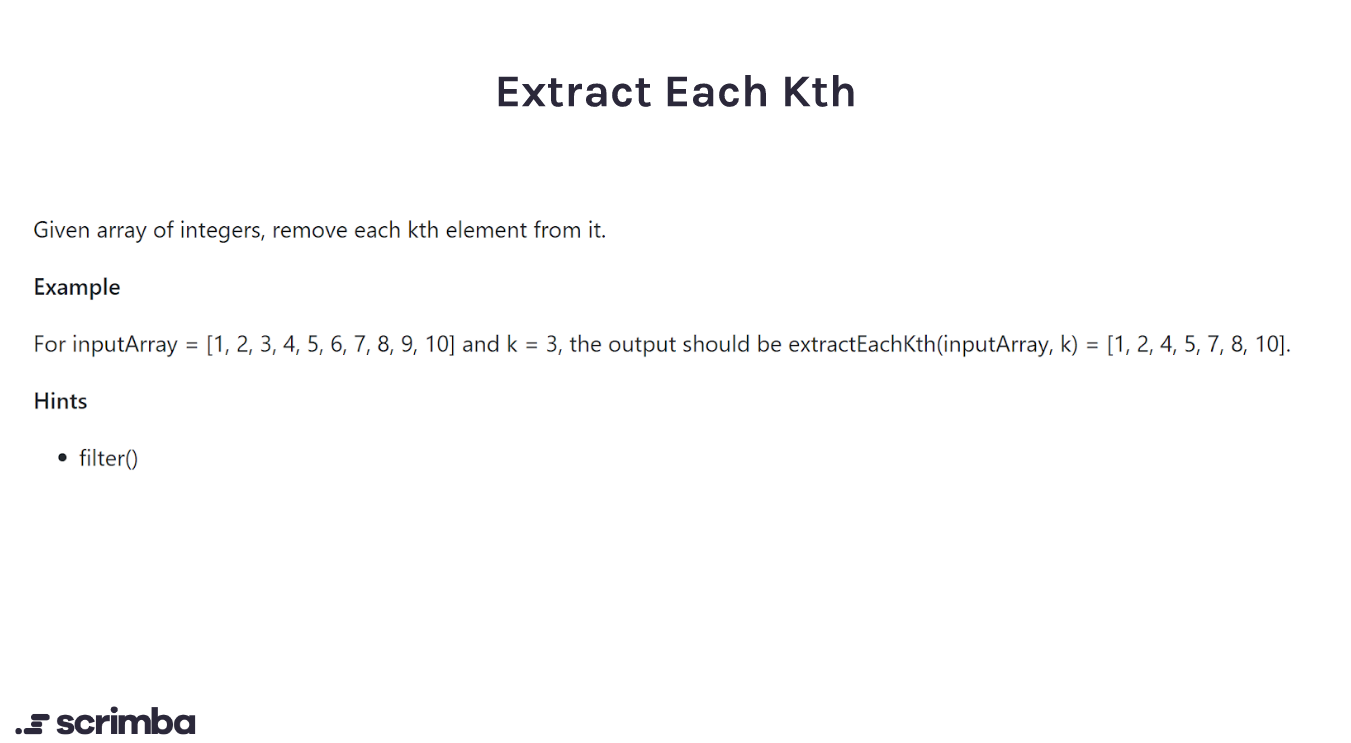 Extract Each Kth
Given array of integers, remove each kth element from it.
Example
For inputArray = [1, 2, 3, 4, 5, 6, 7, 8, 9, 10] and k = 3, the output should be extractEachKth(inputArray, k) = [1, 2, 4, 5, 7, 8, 10].
Hints
• filter()
scrimba